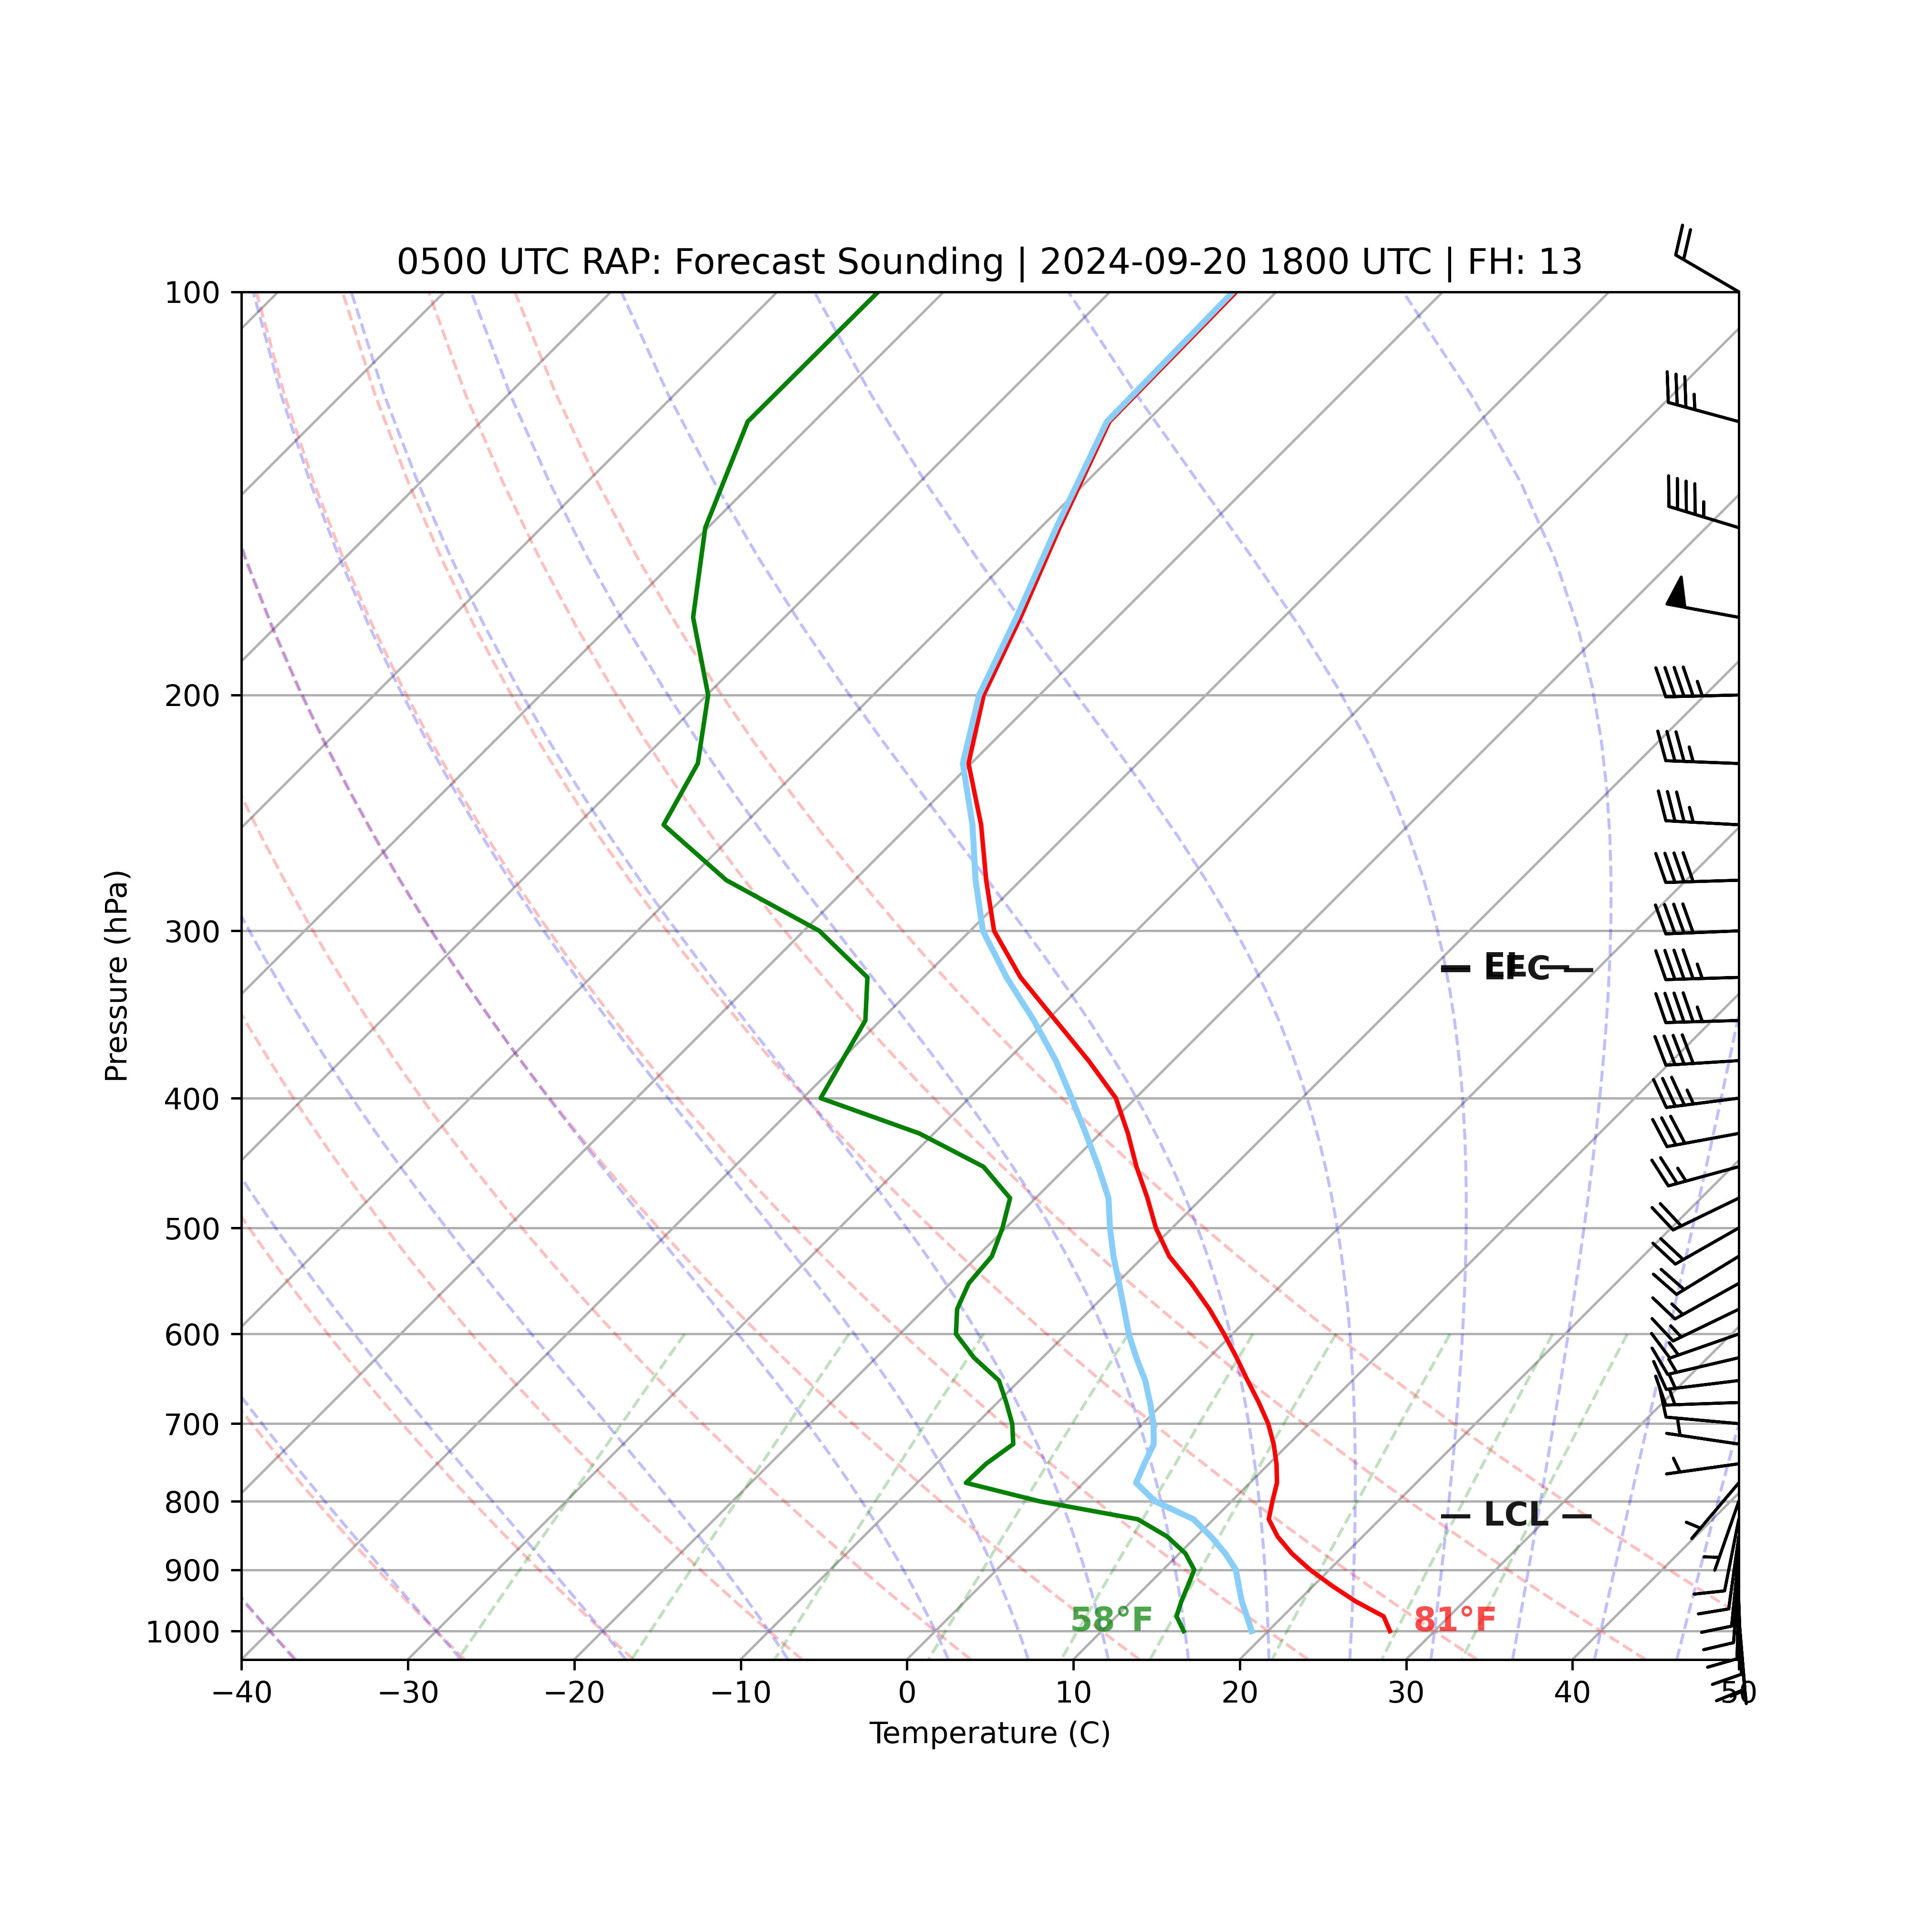 0500 UTC RAP: Forecast Sounding | 2024-09-20 1800 UTC | FH: 13
100
200
300
400
500
600
700
800
900
1000
Pressure (hPa)
— LCL —
58°F
81°F
−40 −30 −20 −10 0 10 20 30 40 50
Temperature (C)